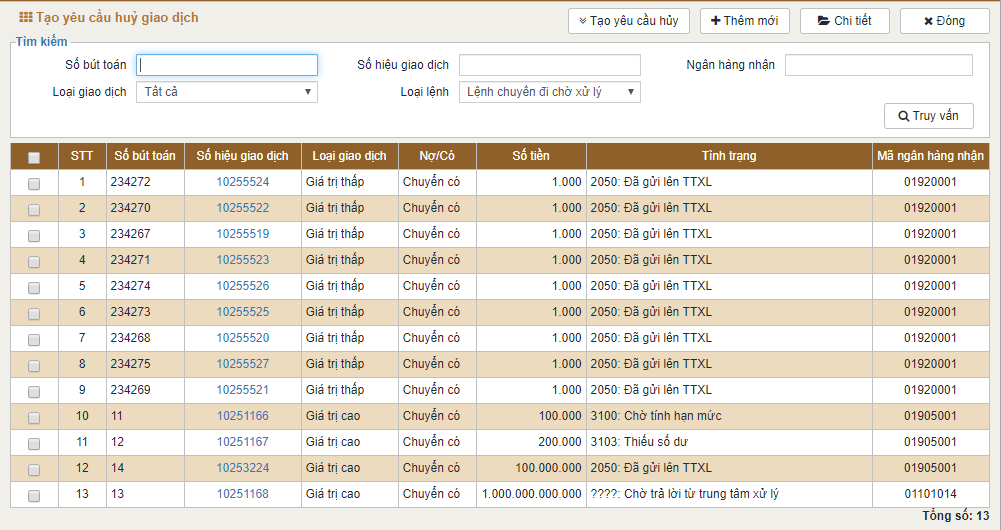 Tạo yêu cầu huỷ giao dịch
Tạo yêu cầu hủy Thêm mới Chi tiết Đóng
Tìm kiếm
Số bút toán Số hiệu giao dịch Ngân hàng nhận
Loại giao dịch Tất cả Loại lệnh Lệnh chuyển đi chờ xử lý
Truy vấn
STT Số bút toán Số hiệu giao dịch Loại giao dịch Nợ/Có Số tiền Tình trạng Mã ngân hàng nhận
1 234272 10255524 Giá trị thấp Chuyển có 1.000 2050: Đã gửi lên TTXL 01920001
2 234270 10255522 Giá trị thấp Chuyển có 1.000 2050: Đã gửi lên TTXL 01920001
3 234267 10255519 Giá trị thấp Chuyển có 1.000 2050: Đã gửi lên TTXL 01920001
4 234271 10255523 Giá trị thấp Chuyển có 1.000 2050: Đã gửi lên TTXL 01920001
5 234274 10255526 Giá trị thấp Chuyển có 1.000 2050: Đã gửi lên TTXL 01920001
6 234273 10255525 Giá trị thấp Chuyển có 1.000 2050: Đã gửi lên TTXL 01920001
7 234268 10255520 Giá trị thấp Chuyển có 1.000 2050: Đã gửi lên TTXL 01920001
8 234275 10255527 Giá trị thấp Chuyển có 1.000 2050: Đã gửi lên TTXL 01920001
9 234269 10255521 Giá trị thấp Chuyển có 1.000 2050: Đã gửi lên TTXL 01920001
10 11 10251166 Giá trị cao Chuyển có 100.000 3100: Chờ tính hạn mức 01905001
11 12 10251167 Giá trị cao Chuyển có 200.000 3103: Thiếu số dư 01905001
12 14 10253224 Giá trị cao Chuyển có 100.000.000 2050: Đã gửi lên TTXL 01905001
13 13 10251168 Giá trị cao Chuyển có 1.000.000.000.000 ????: Chờ trả lời từ trung tâm xử lý 01101014
Tổng số: 13